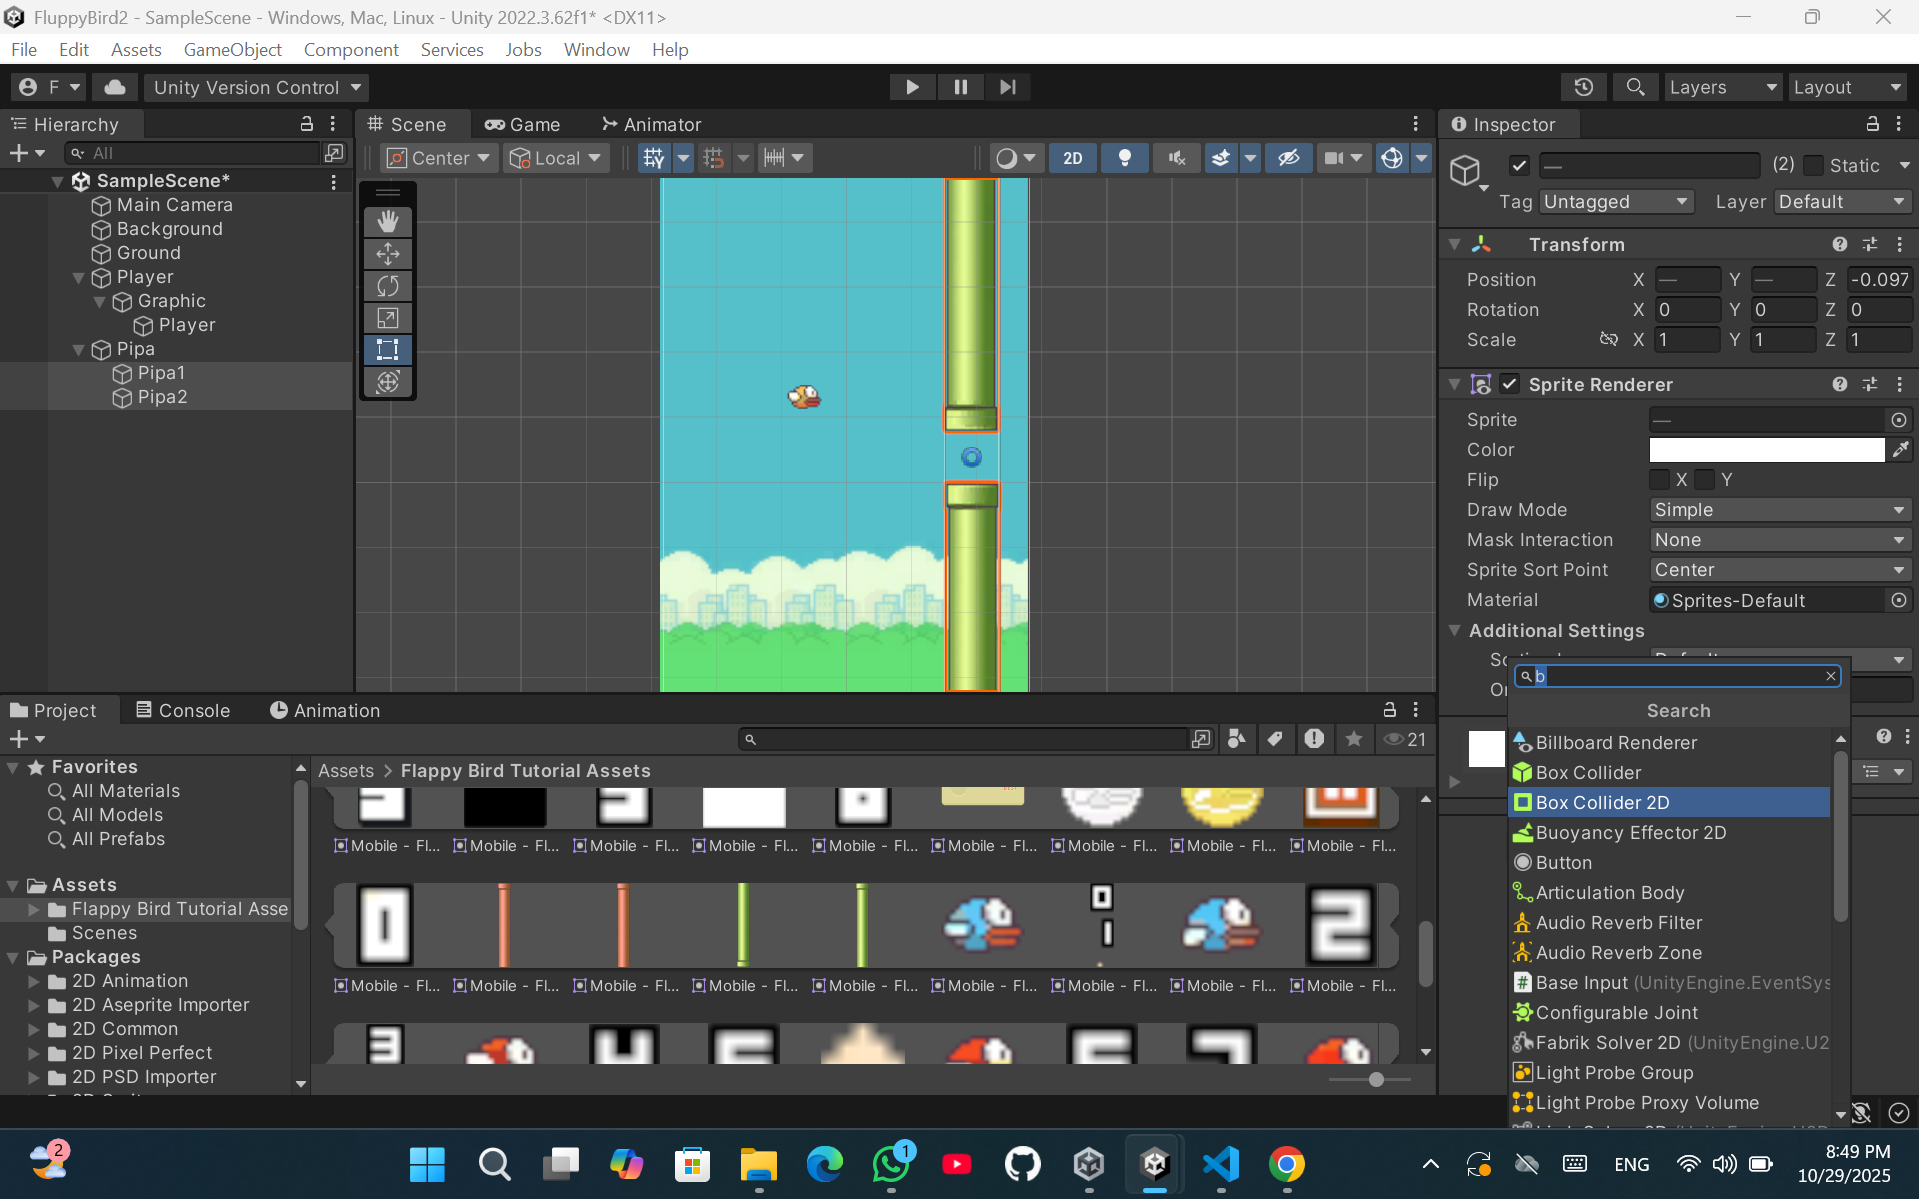 FluppyBird2 - SampleScene - Windows, Mac, Linux - Unity 2022.3.62f1* <DX11>
File Edit Assets GameObject Component Services Jobs Window Help
F Unity Version Control Layers Layout
Hierarchy
All
SampleScene*
Main Camera
Background
Ground
Player
Graphic
Player
Pipa
Pipa1
Pipa2
Scene Game Animator
Center Local 2D
Inspector
— (2) Static
Tag Untagged Layer Default
Transform
Position X — Y — Z -0.097
Rotation X 0 Y 0 Z 0
Scale X 1 Y 1 Z 1
Sprite Renderer
Sprite —
Color
Flip X Y
Draw Mode Simple
Mask Interaction None
Sprite Sort Point Center
Material Sprites-Default
Additional Settings
b
Search
Billboard Renderer
Box Collider
Box Collider 2D
Buoyancy Effector 2D
Button
Articulation Body
Audio Reverb Filter
Audio Reverb Zone
Base Input (UnityEngine.EventSys
Configurable Joint
Fabrik Solver 2D (UnityEngine.U2
Light Probe Group
Light Probe Proxy Volume
Project Console Animation
21
Favorites
All Materials
All Models
All Prefabs
Assets
Flappy Bird Tutorial Asse
Scenes
Packages
2D Animation
2D Aseprite Importer
2D Common
2D Pixel Perfect
2D PSD Importer
Assets > Flappy Bird Tutorial Assets
Mobile - Fl... Mobile - Fl... Mobile - Fl... Mobile - Fl... Mobile - Fl... Mobile - Fl... Mobile - Fl... Mobile - Fl... Mobile - Fl...
0 0 1 2
Mobile - Fl... Mobile - Fl... Mobile - Fl... Mobile - Fl... Mobile - Fl... Mobile - Fl... Mobile - Fl... Mobile - Fl... Mobile - Fl...
2 1 ENG 8:49 PM
10/29/2025